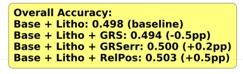 Overall Accuracy:
Base + Litho: 0.498 (baseline)
Base + Litho + GRS: 0.494 (-0.5pp)
Base + Litho + GRSerr: 0.500 (+0.2pp)
Base + Litho + RelPos: 0.503 (+0.5pp)